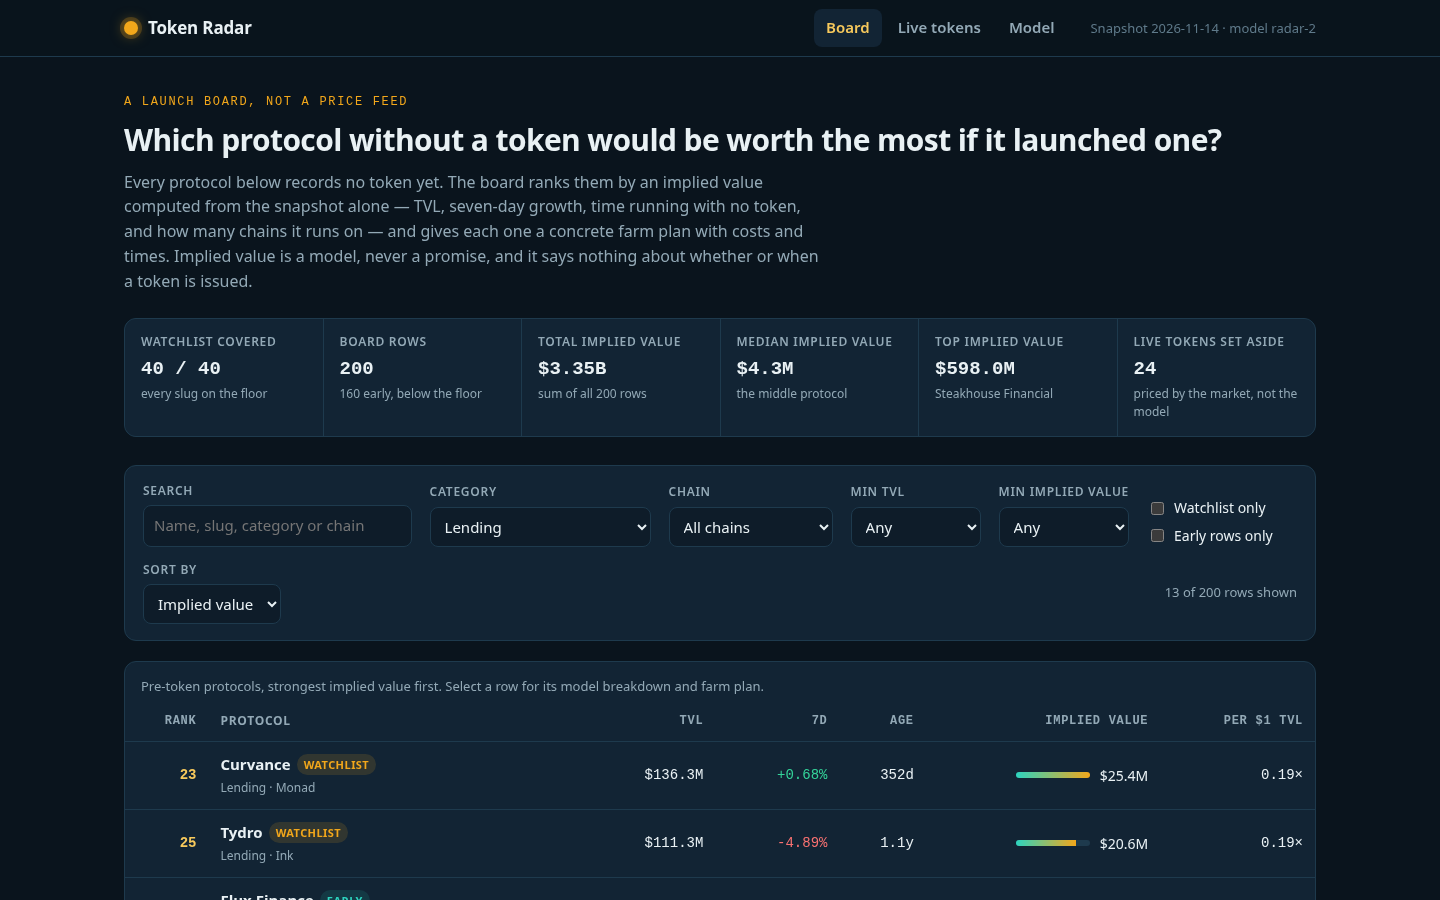 Token Radar
Board
Live tokens
Model
Snapshot 2026-11-14 · model radar-2
A LAUNCH BOARD, NOT A PRICE FEED
Which protocol without a token would be worth the most if it launched one?
Every protocol below records no token yet. The board ranks them by an implied value
computed from the snapshot alone — TVL, seven-day growth, time running with no token,
and how many chains it runs on — and gives each one a concrete farm plan with costs and
times. Implied value is a model, never a promise, and it says nothing about whether or when
a token is issued.
WATCHLIST COVERED
40 / 40
every slug on the floor
BOARD ROWS
200
160 early, below the floor
TOTAL IMPLIED VALUE
$3.35B
sum of all 200 rows
MEDIAN IMPLIED VALUE
$4.3M
the middle protocol
TOP IMPLIED VALUE
$598.0M
Steakhouse Financial
LIVE TOKENS SET ASIDE
24
priced by the market, not the
model
SEARCH
Name, slug, category or chain
CATEGORY
Lending
CHAIN
All chains
MIN TVL
Any
MIN IMPLIED VALUE
Any
Watchlist only
Early rows only
SORT BY
Implied value
13 of 200 rows shown
Pre-token protocols, strongest implied value first. Select a row for its model breakdown and farm plan.
RANK PROTOCOL TVL 7D AGE IMPLIED VALUE PER $1 TVL
23 Curvance WATCHLIST $136.3M +0.68% 352d $25.4M 0.19×
Lending · Monad
25 Tydro WATCHLIST $111.3M -4.89% 1.1y $20.6M 0.19×
Lending · Ink
Flux Finance EARLY